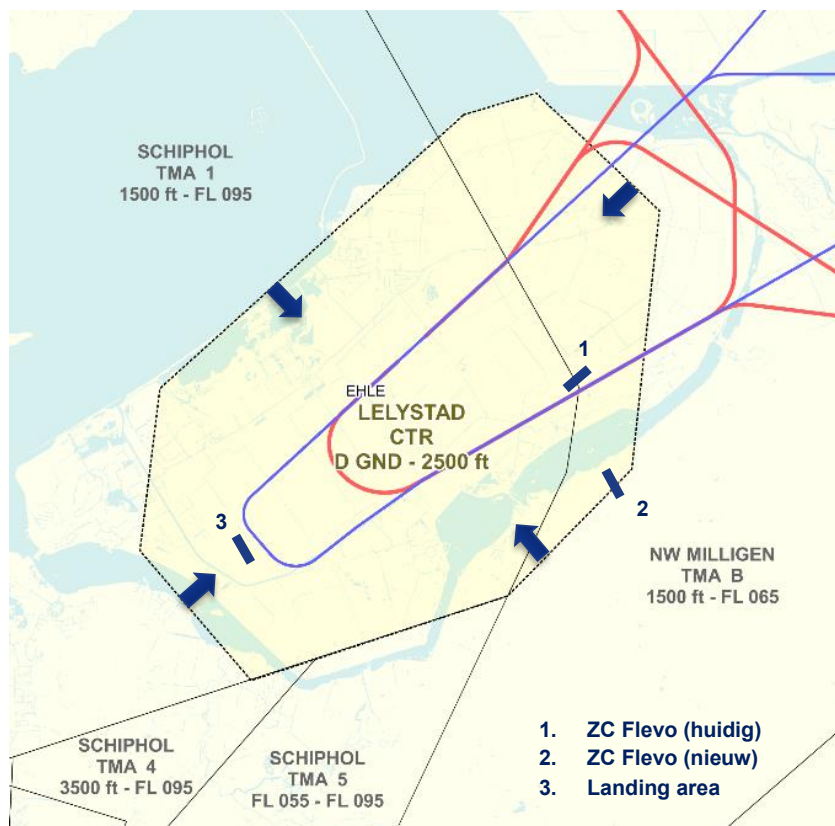 SCHIPHOL
TMA 1
1500 ft - FL 095
1
EHLE
LELYSTAD
CTR
D GND - 2500 ft
3
2
NW MILLIGEN
TMA B
1500 ft - FL 065
SCHIPHOL
TMA 4
3500 ft - FL 095
SCHIPHOL
TMA 5
FL 055 - FL 095
1. ZC Flevo (huidig)
2. ZC Flevo (nieuw)
3. Landing area